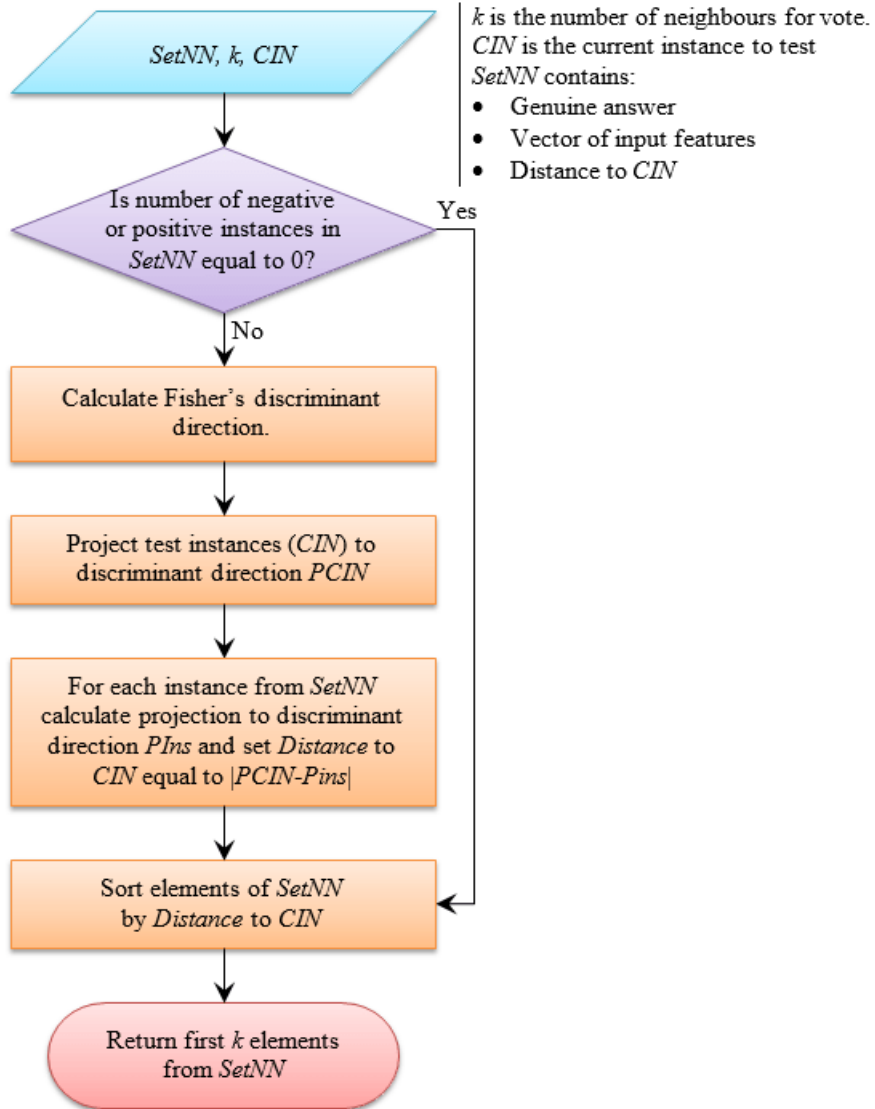 SetNN, k, CIN
k is the number of neighbours for vote.
CIN is the current instance to test
SetNN contains:
• Genuine answer
• Vector of input features
• Distance to CIN
Is number of negative
or positive instances in
SetNN equal to 0?
Yes
No
Calculate Fisher’s discriminant
direction.
Project test instances (CIN) to
discriminant direction PCIN
For each instance from SetNN
calculate projection to discriminant
direction PIns and set Distance to
CIN equal to |PCIN-Pins|
Sort elements of SetNN
by Distance to CIN
Return first k elements
from SetNN